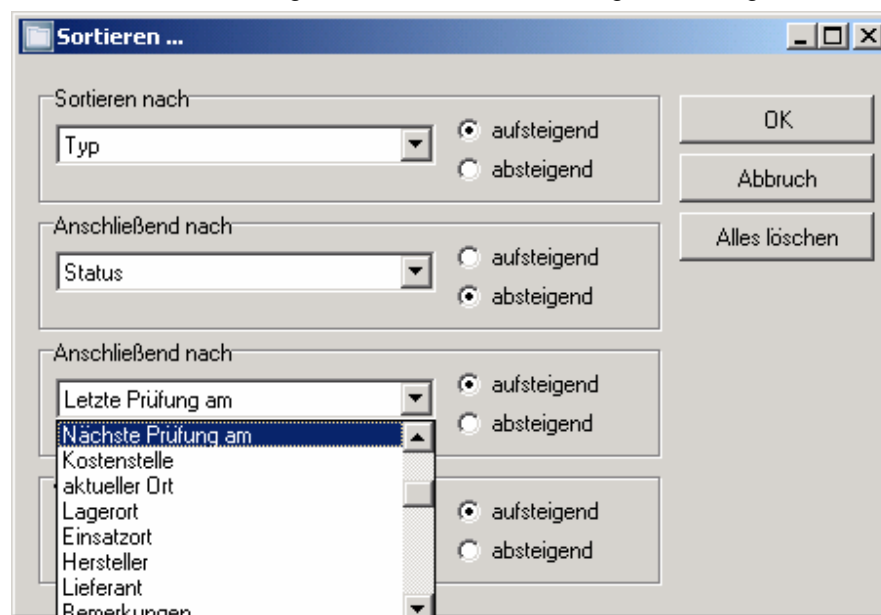 Sortieren ...
Sortieren nach
Typ
aufsteigend
absteigend
OK
Abbruch
Alles löschen
Anschließend nach
Status
aufsteigend
absteigend
Anschließend nach
Letzte Prüfung am
aufsteigend
absteigend
Nächste Prüfung am
Kostenstelle
aktueller Ort
Lagerort
Einsatzort
Hersteller
Lieferant
Bemerkungen
aufsteigend
absteigend